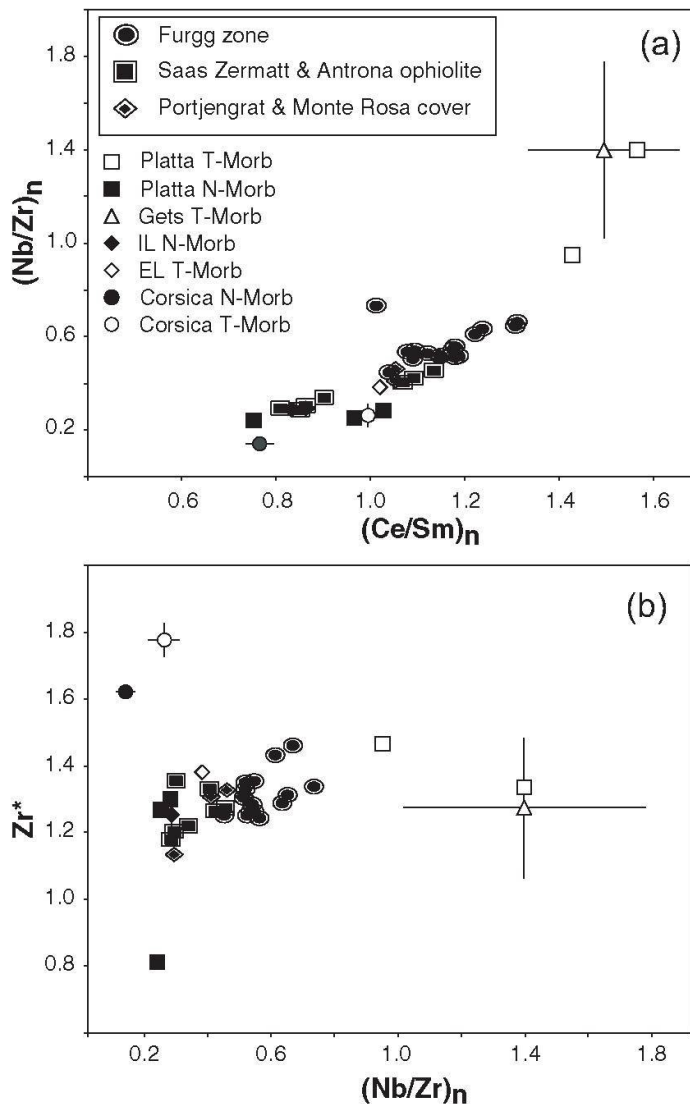 (a)
Furgg zone
Saas Zermatt & Antrona ophiolite
Portjengrat & Monte Rosa cover
Platta T-Morb
Platta N-Morb
Gets T-Morb
IL N-Morb
EL T-Morb
Corsica N-Morb
Corsica T-Morb
(Nb/Zr)n
1.8
1.4
1.0
0.6
0.2
0.6 0.8 1.0 1.2 1.4 1.6
(Ce/Sm)n
(b)
Zr*
1.8
1.6
1.4
1.2
1.0
0.8
0.2 0.6 1.0 1.4 1.8
(Nb/Zr)n